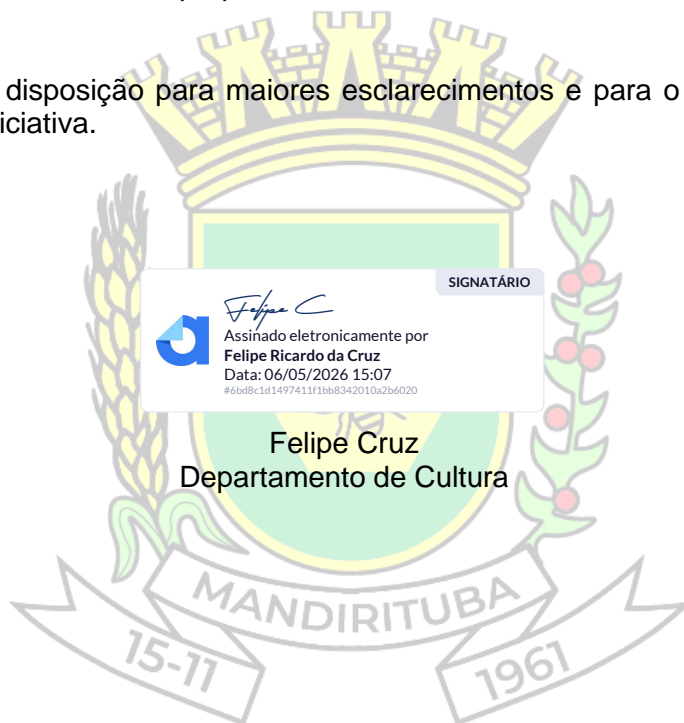 disposição para maiores esclarecimentos e para o
iciativa.
SIGNATÁRIO
Felipe C
Assinado eletronicamente por
Felipe Ricardo da Cruz
Data: 06/05/2026 15:07
#6bd8c1d1497411f1bb8342010a2b6020
Felipe Cruz
Departamento de Cultura
MANDIRITUBA
15-11
1961